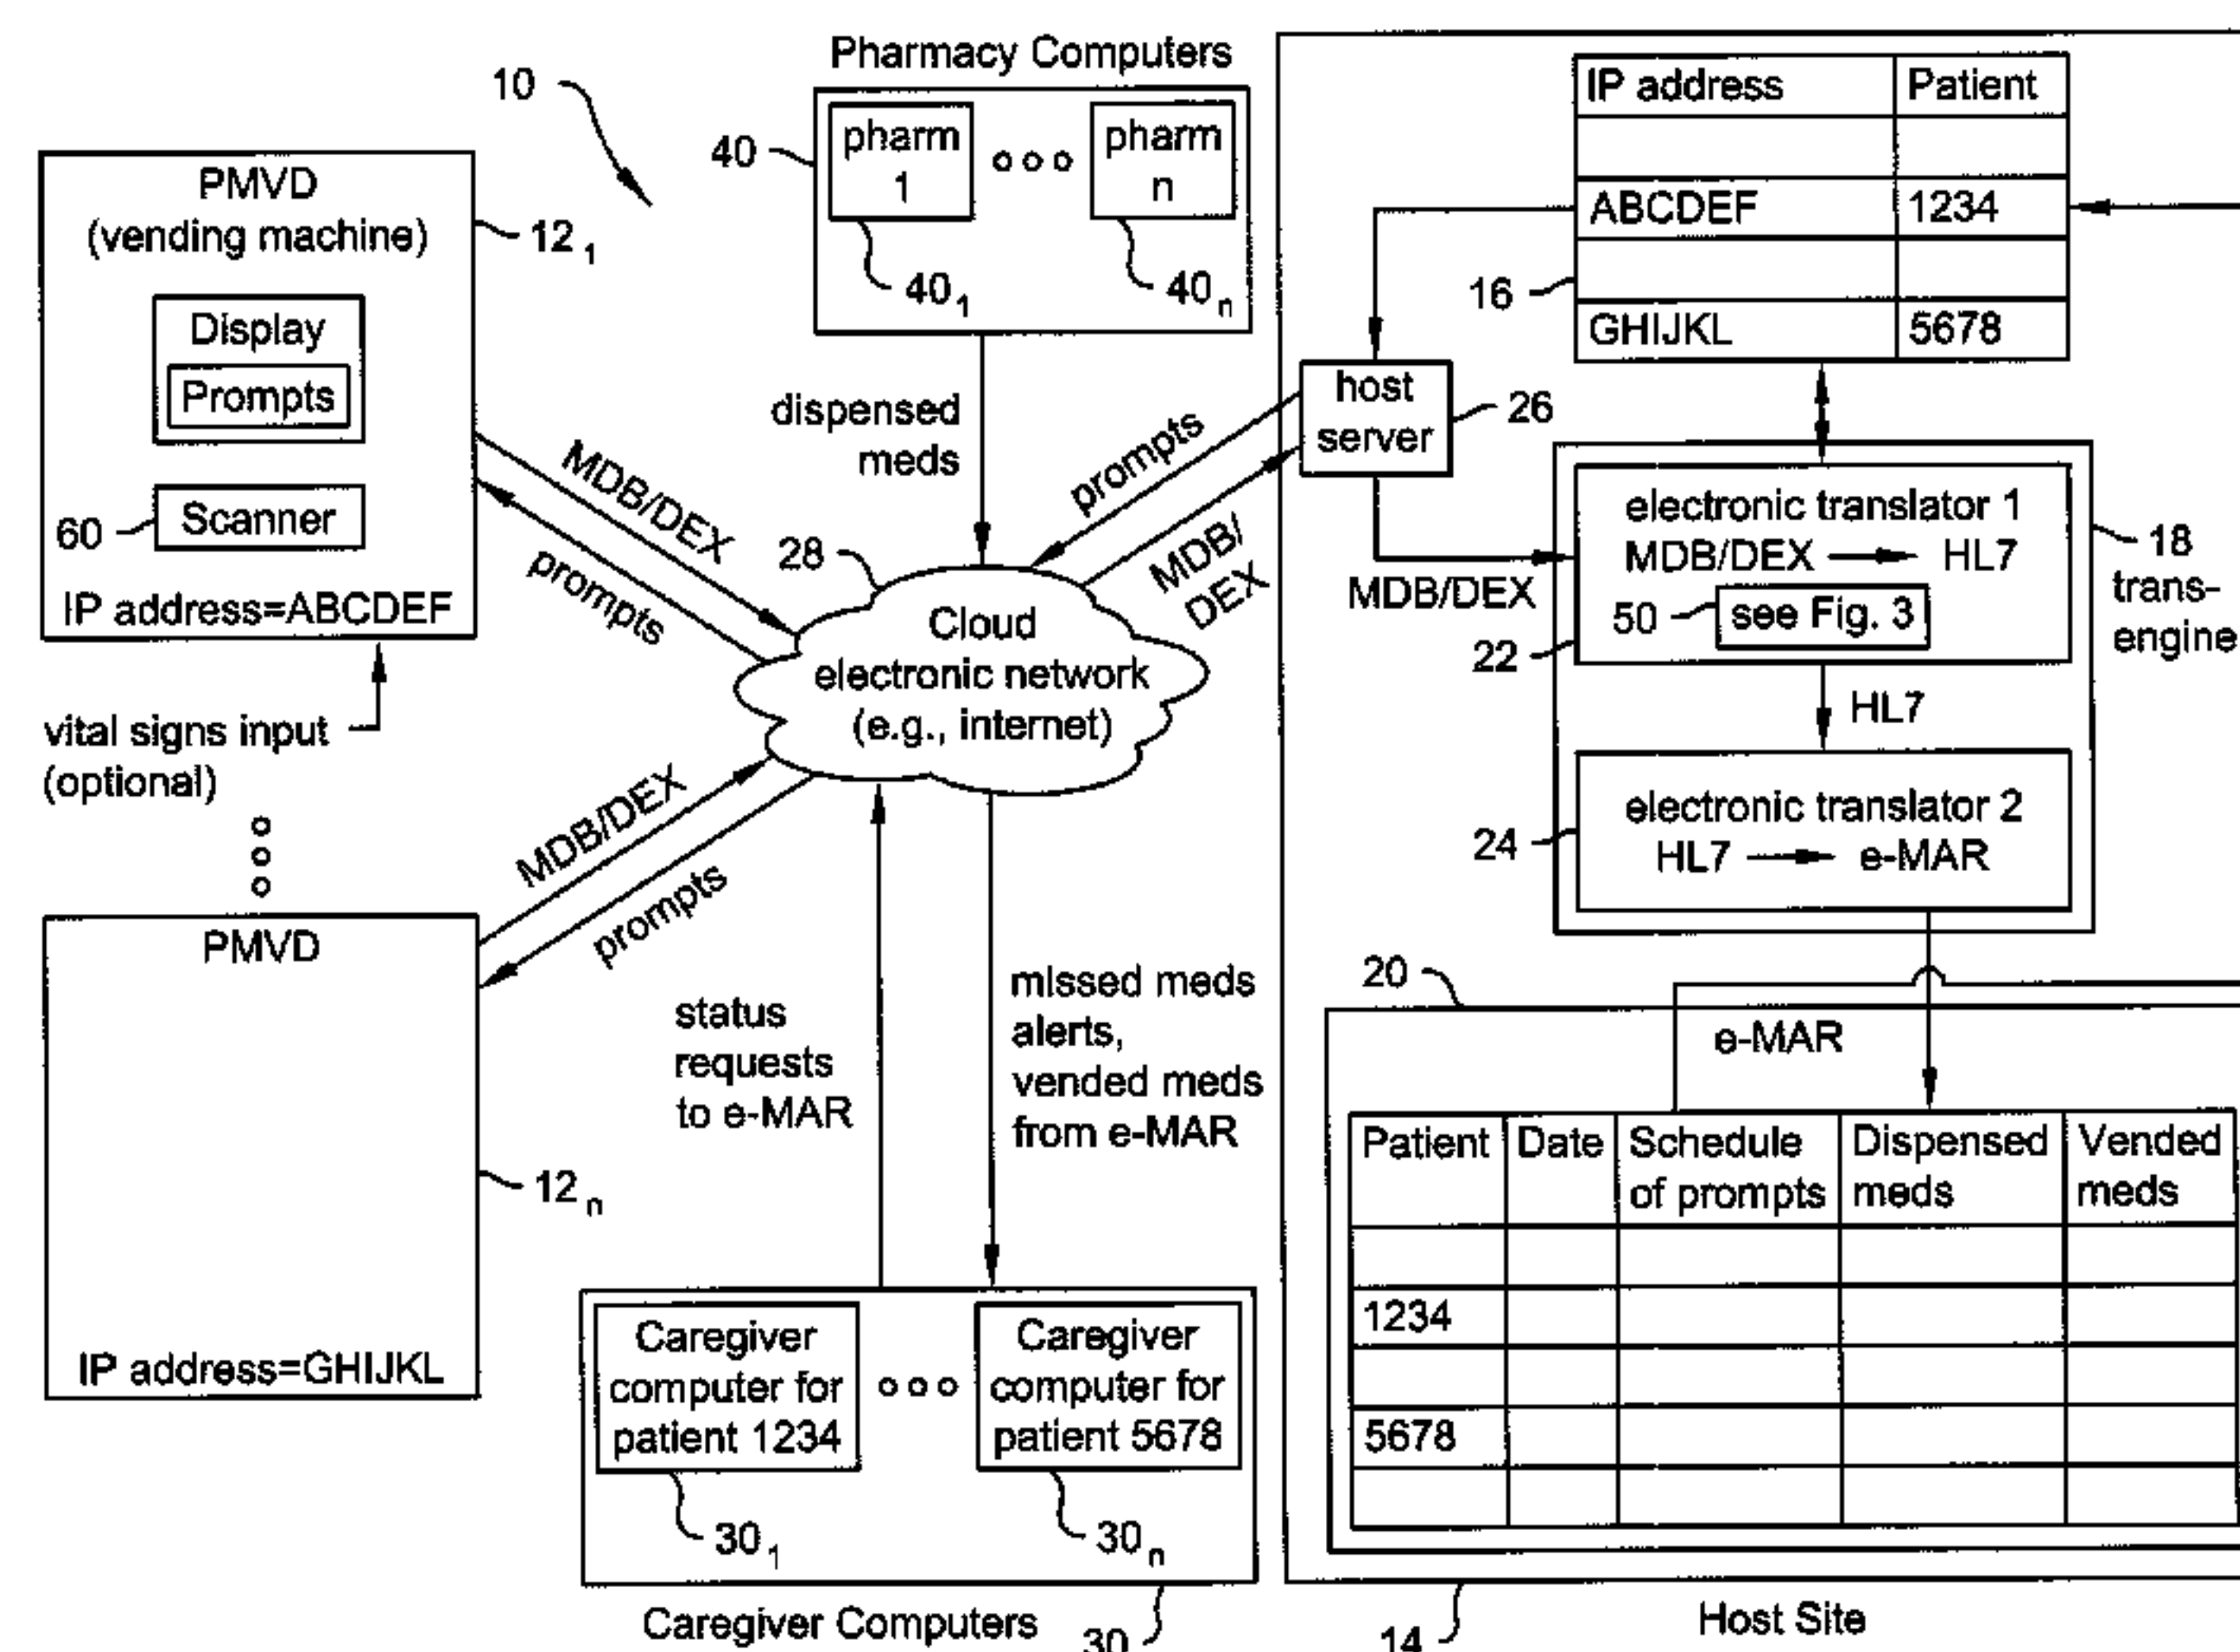 10
PMVD
(vending machine)
12 1
Display
Prompts
60
Scanner
IP address=ABCDEF
vital signs input
(optional)
PMVD
12 n
IP address=GHIJKL
Pharmacy Computers
40
pharm
1
pharm
n
40 1
40 n
dispensed
meds
MDB/DEX
prompts
prompts
MDB/
DEX
28
Cloud
electronic network
(e.g., internet)
MDB/DEX
prompts
status
requests
to e-MAR
missed meds
alerts,
vended meds
from e-MAR
Caregiver
computer for
patient 1234
Caregiver
computer for
patient 5678
30 1
30 n
Caregiver Computers
30
IP address Patient
ABCDEF 1234
16
GHIJKL 5678
host
server
26
MDB/DEX
electronic translator 1
MDB/DEX HL7
50
see Fig. 3
22
18
trans-
engine
HL7
electronic translator 2
24
HL7 e-MAR
20
e-MAR
Patient Date Schedule Dispensed Vended
of prompts meds meds
1234
5678
14
Host Site